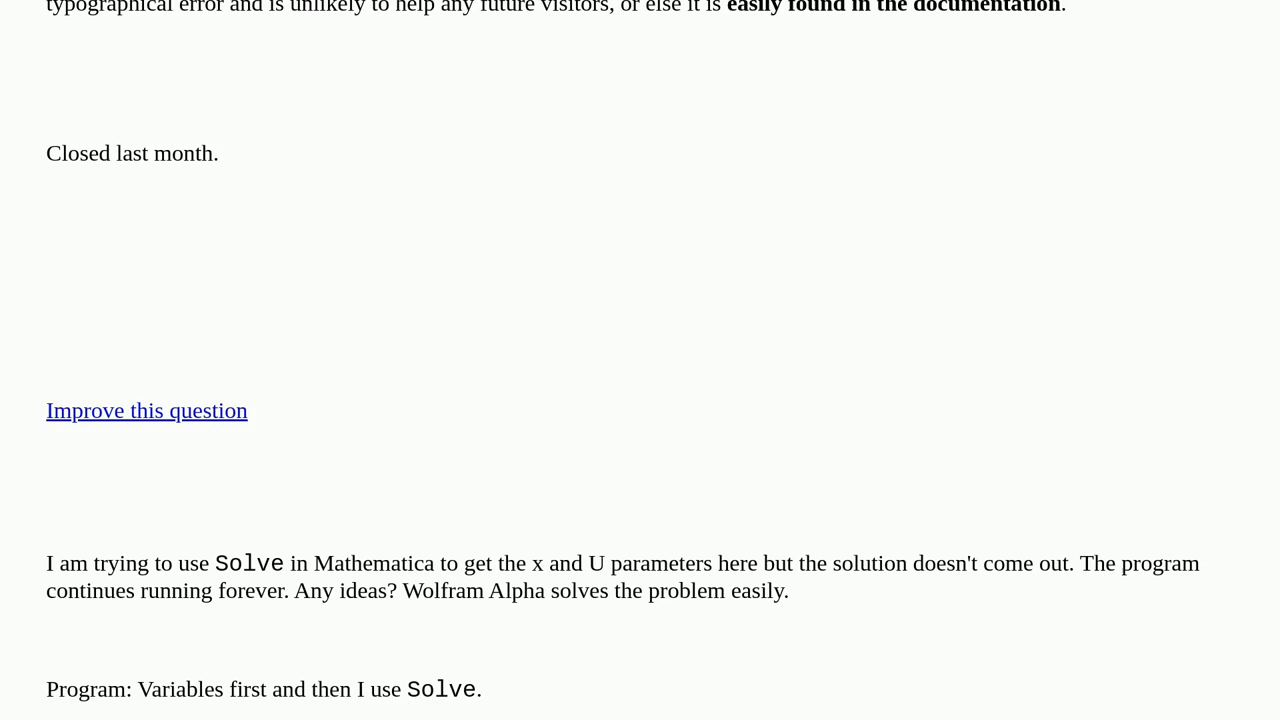 typographical error and is unlikely to help any future visitors, or else it is easily found in the documentation.
Closed last month.
Improve this question
I am trying to use Solve in Mathematica to get the x and U parameters here but the solution doesn't come out. The program
continues running forever. Any ideas? Wolfram Alpha solves the problem easily.
Program: Variables first and then I use Solve.